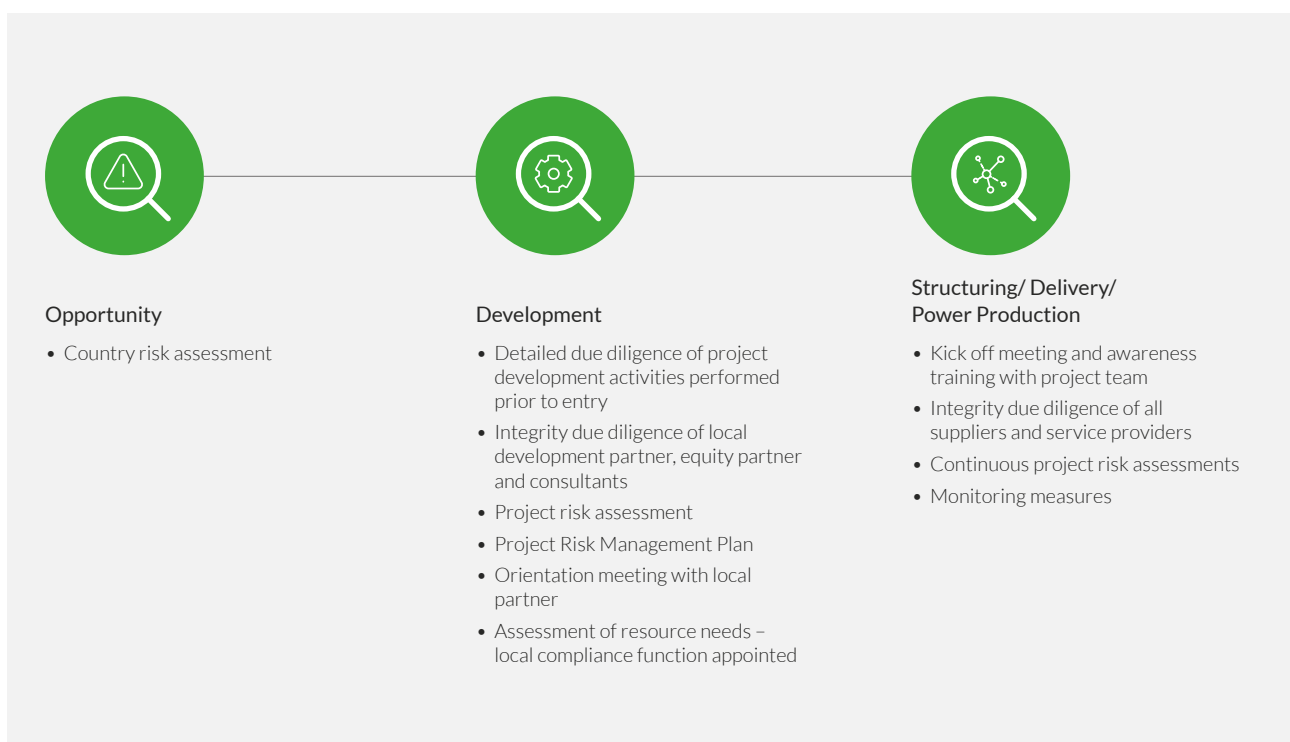 Opportunity
• Country risk assessment
Development
• Detailed due diligence of project
development activities performed
prior to entry
• Integrity due diligence of local
development partner, equity partner
and consultants
• Project risk assessment
• Project Risk Management Plan
• Orientation meeting with local
partner
• Assessment of resource needs –
local compliance function appointed
Structuring/ Delivery/
Power Production
• Kick off meeting and awareness
training with project team
• Integrity due diligence of all
suppliers and service providers
• Continuous project risk assessments
• Monitoring measures